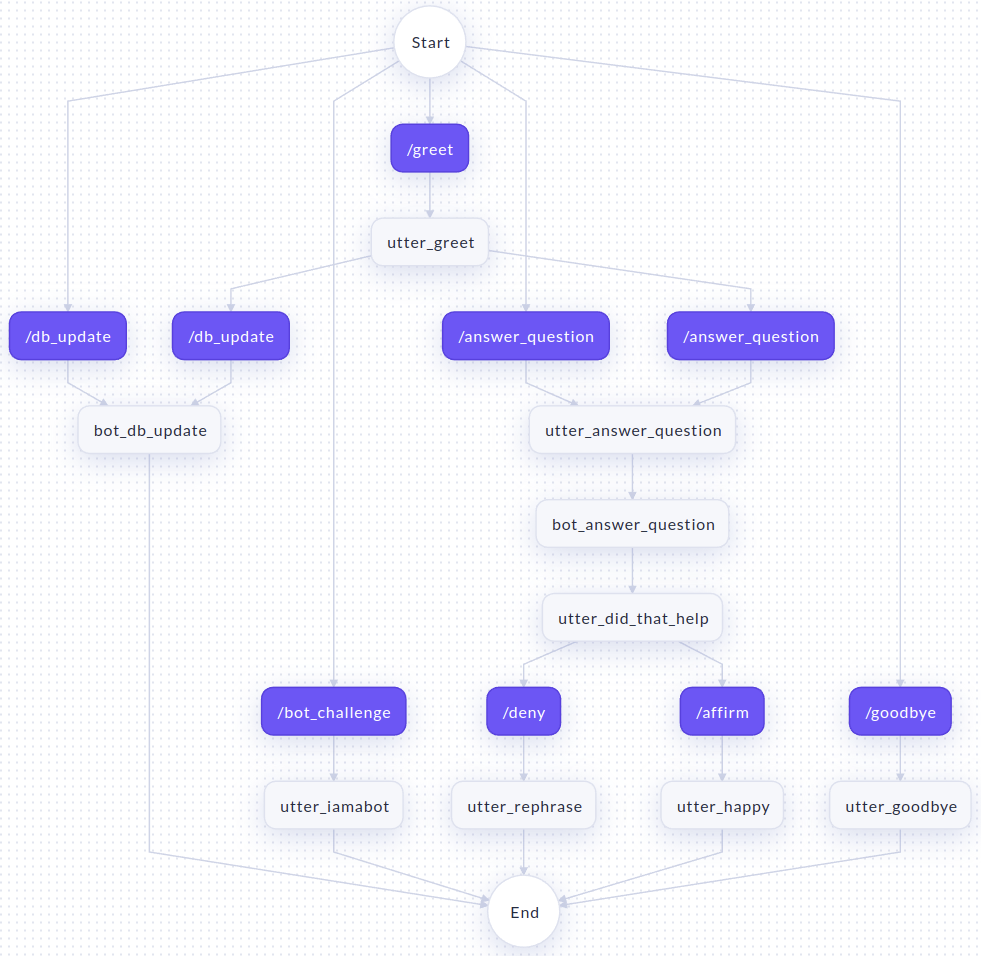 Start
/greet
utter_greet
/db_update
/db_update
/answer_question
/answer_question
bot_db_update
utter_answer_question
bot_answer_question
utter_did_that_help
/bot_challenge
/deny
/affirm
/goodbye
utter_iamabot
utter_rephrase
utter_happy
utter_goodbye
End